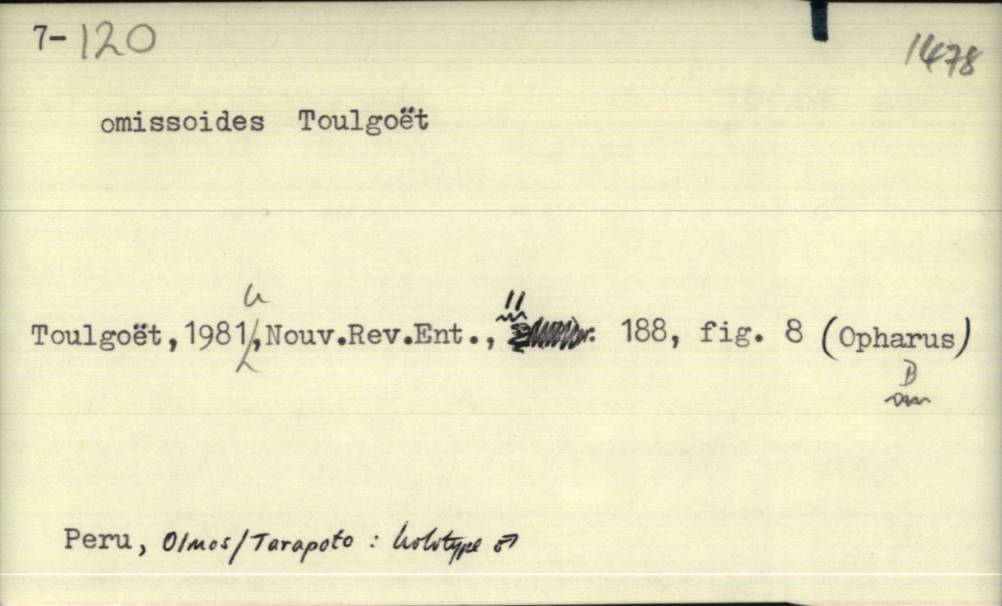 7-120 1478
omissoides Toulgoët
a
11
Toulgoët, 1981, Nouv.Rev.Ent., 188, fig. 8 (Opharus)
B
Peru, Olmos/Tarapoto : holotype ♂